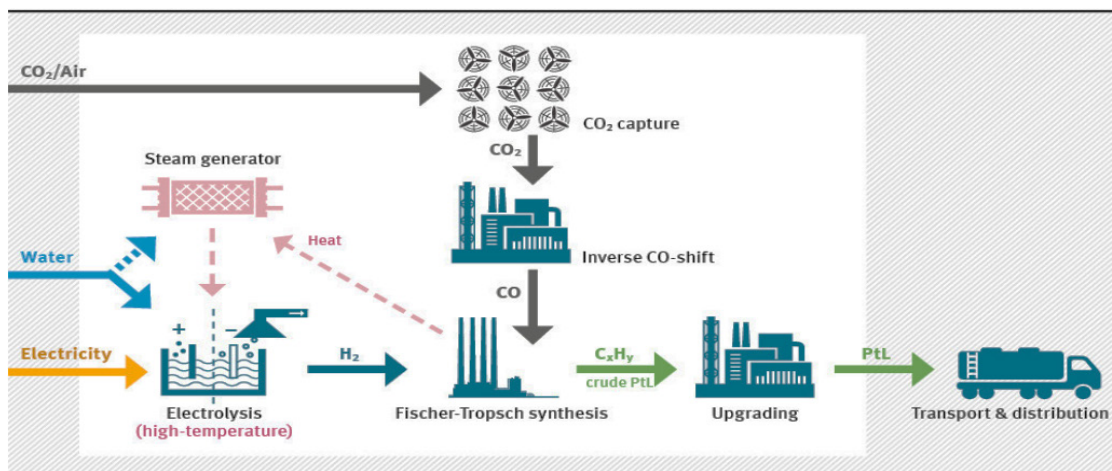 CO₂/Air
CO₂ capture
CO₂
Steam generator
Heat
Inverse CO-shift
Water
CO
+
−
Electricity
H₂
CₓHᵧ
crude PtL
PtL
Electrolysis
(high-temperature)
Fischer-Tropsch synthesis
Upgrading
Transport & distribution